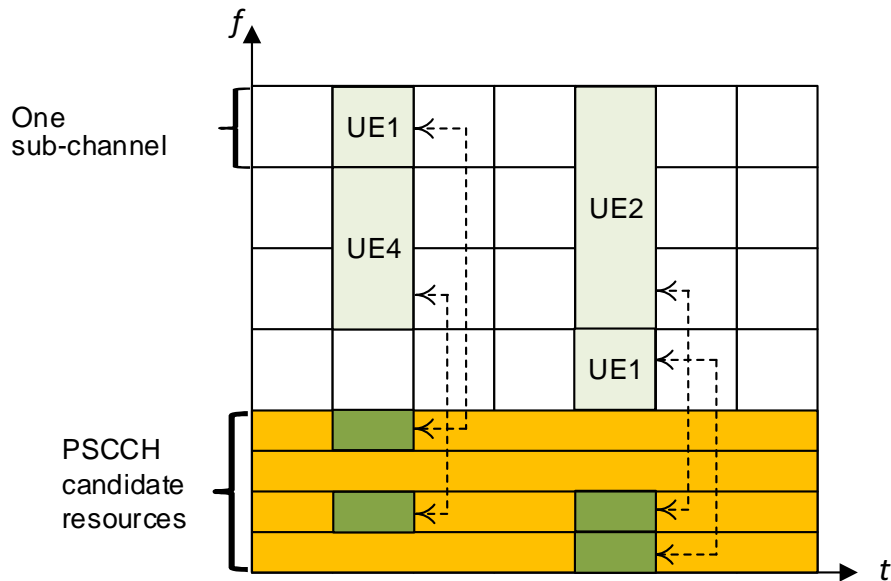 f
One
sub-channel
UE1
UE2
UE4
UE1
PSCCH
candidate
resources
t